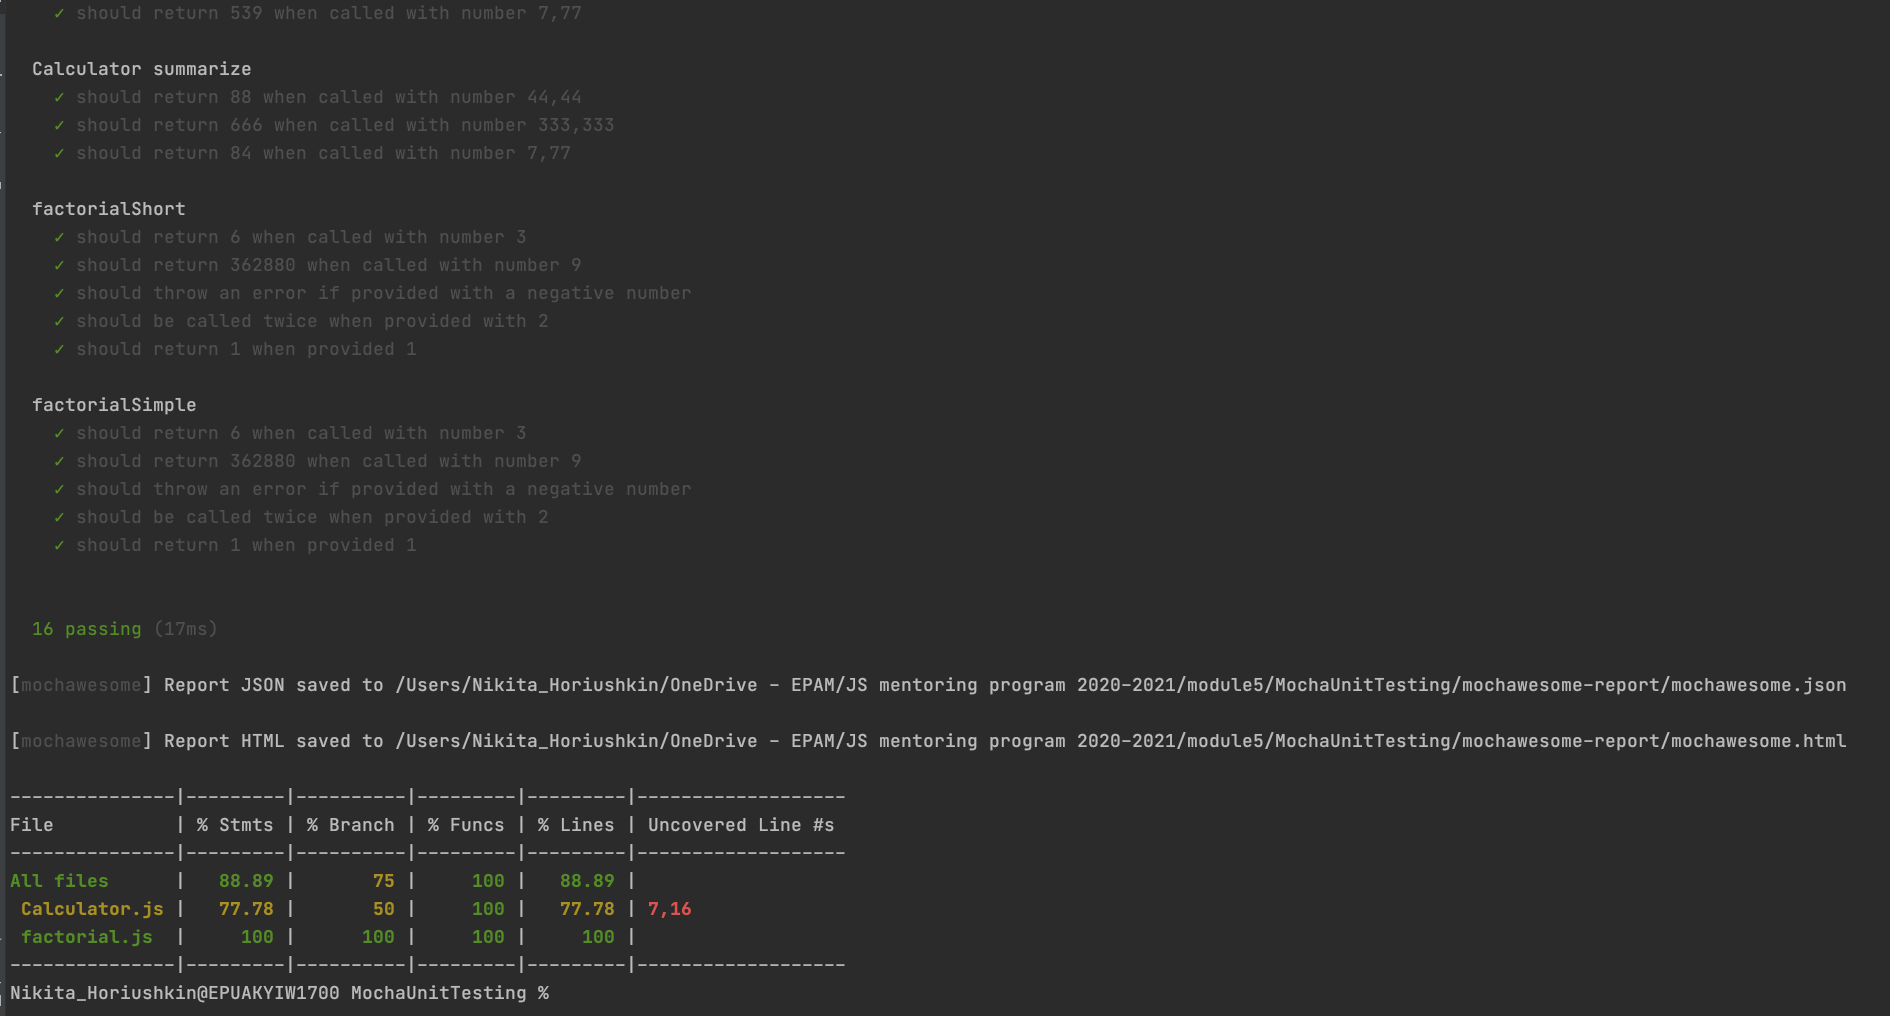 ✓ should return 539 when called with number 7,77
Calculator summarize
✓ should return 88 when called with number 44,44
✓ should return 666 when called with number 333,333
✓ should return 84 when called with number 7,77
factorialShort
✓ should return 6 when called with number 3
✓ should return 362880 when called with number 9
✓ should throw an error if provided with a negative number
✓ should be called twice when provided with 2
✓ should return 1 when provided 1
factorialSimple
✓ should return 6 when called with number 3
✓ should return 362880 when called with number 9
✓ should throw an error if provided with a negative number
✓ should be called twice when provided with 2
✓ should return 1 when provided 1
16 passing (17ms)
[mochawesome] Report JSON saved to /Users/Nikita_Horiushkin/OneDrive - EPAM/JS mentoring program 2020-2021/module5/MochaUnitTesting/mochawesome-report/mochawesome.json
[mochawesome] Report HTML saved to /Users/Nikita_Horiushkin/OneDrive - EPAM/JS mentoring program 2020-2021/module5/MochaUnitTesting/mochawesome-report/mochawesome.html
---------------|---------|----------|---------|---------|-------------------
File           | % Stmts | % Branch | % Funcs | % Lines | Uncovered Line #s
---------------|---------|----------|---------|---------|-------------------
All files      |   88.89 |       75 |     100 |   88.89 |
 Calculator.js |   77.78 |       50 |     100 |   77.78 | 7,16
 factorial.js  |     100 |      100 |     100 |     100 |
---------------|---------|----------|---------|---------|-------------------
Nikita_Horiushkin@EPUAKYIW1700 MochaUnitTesting %